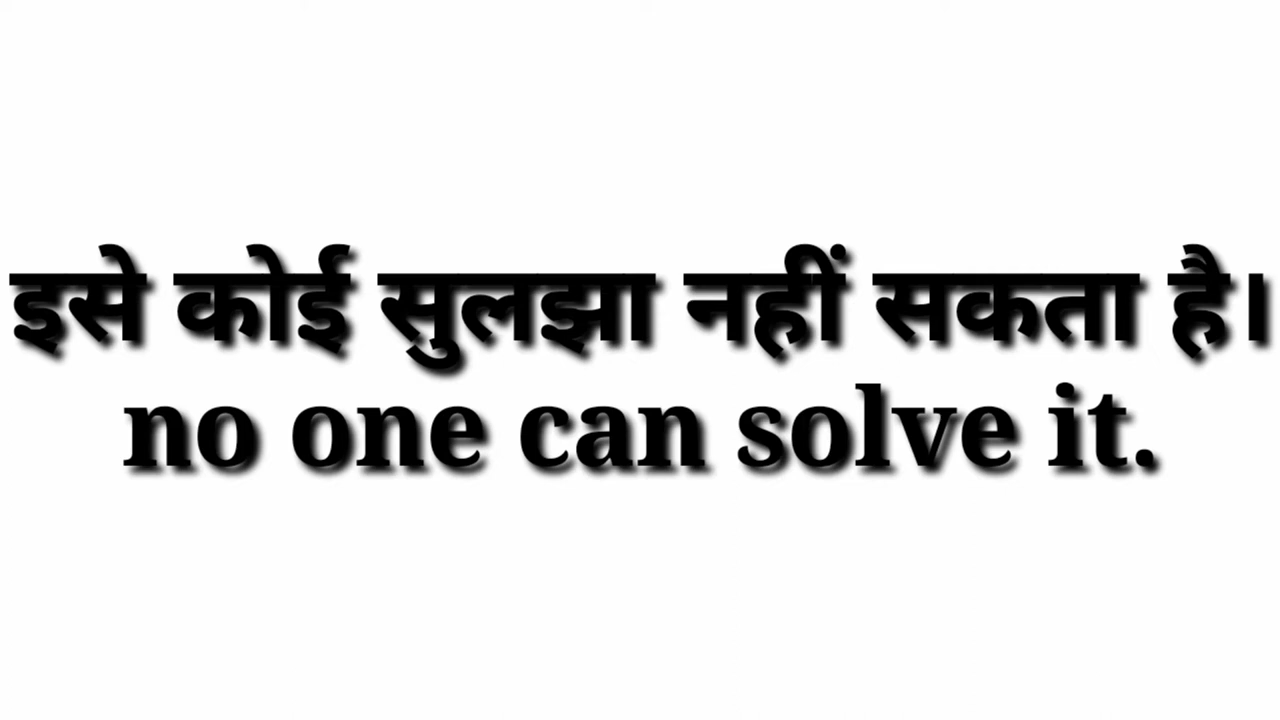 इसे कोई सुलझा नहीं सकता है।
no one can solve it.